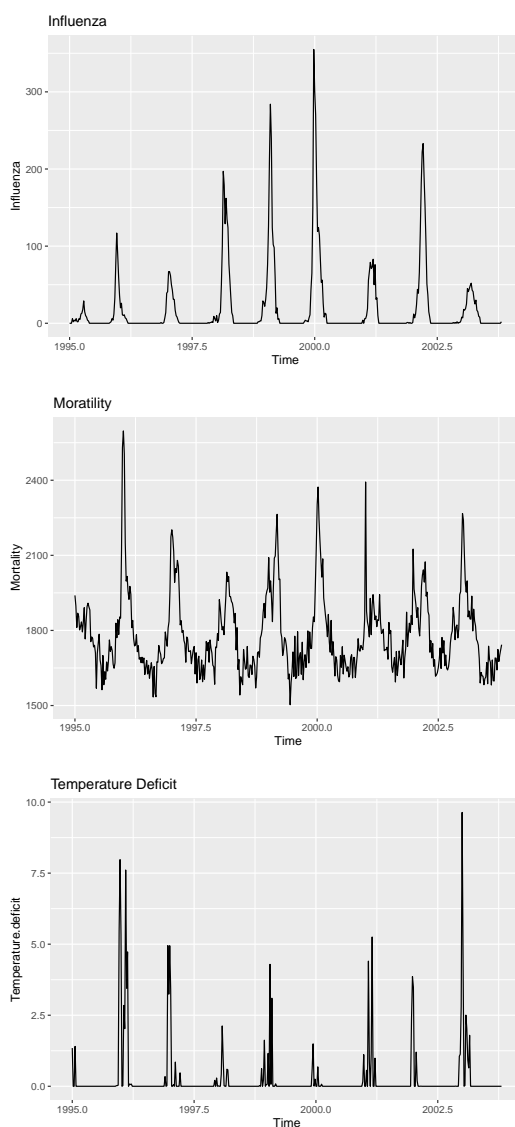 Influenza
300
200
100
0
Influenza
1995.0 1997.5 2000.0 2002.5
Time
Moratility
2400
2100
1800
1500
Mortality
1995.0 1997.5 2000.0 2002.5
Time
Temperature Deficit
10.0
7.5
5.0
2.5
0.0
Temperature.deficit
1995.0 1997.5 2000.0 2002.5
Time